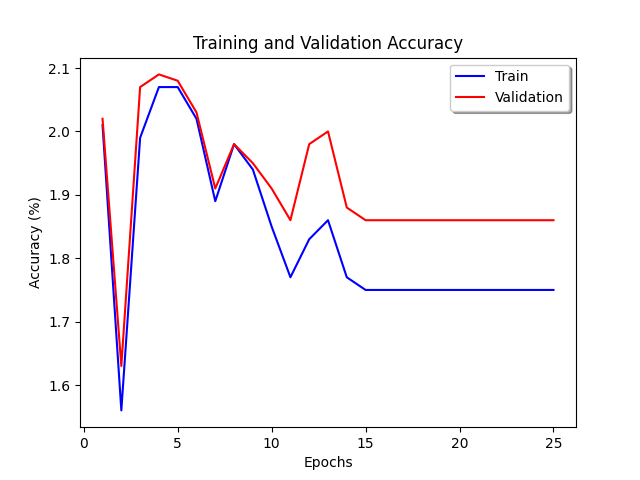 Training and Validation Accuracy
Train
Validation
Accuracy (%)
2.1
2.0
1.9
1.8
1.7
1.6
0 5 10 15 20 25
Epochs